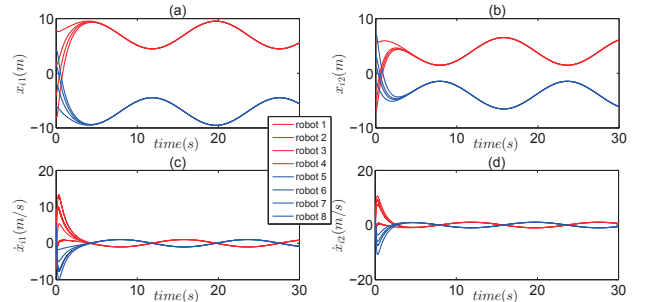 (a)
(b)
10
0
-10
x_{i1}(m)
0 10 20 30
time(s)
10
0
-10
x_{i2}(m)
0 10 20 30
time(s)
robot 1
robot 2
robot 3
robot 4
robot 5
robot 6
robot 7
robot 8
(c)
(d)
20
10
0
-10
ẋ_{i1}(m/s)
0 10 20 30
time(s)
20
0
-20
ẋ_{i2}(m/s)
0 10 20 30
time(s)